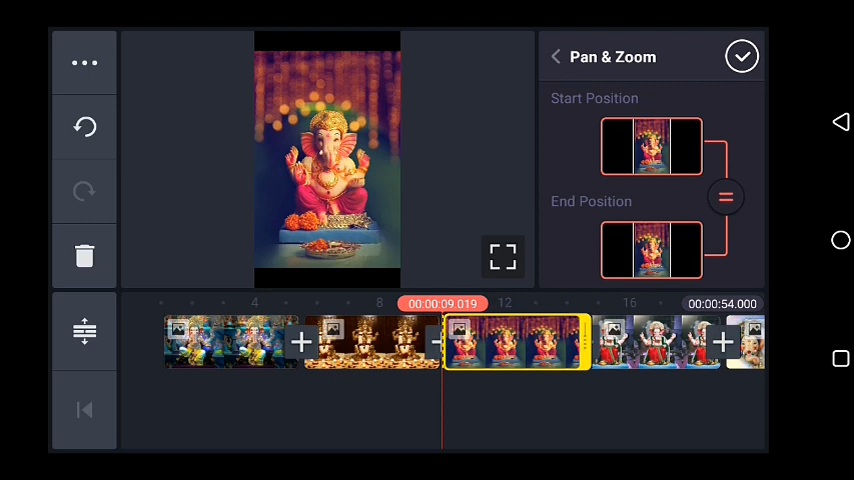 Pan & Zoom
Start Position
End Position
4
8
00:00:09.019
12
16
00:00:54.000